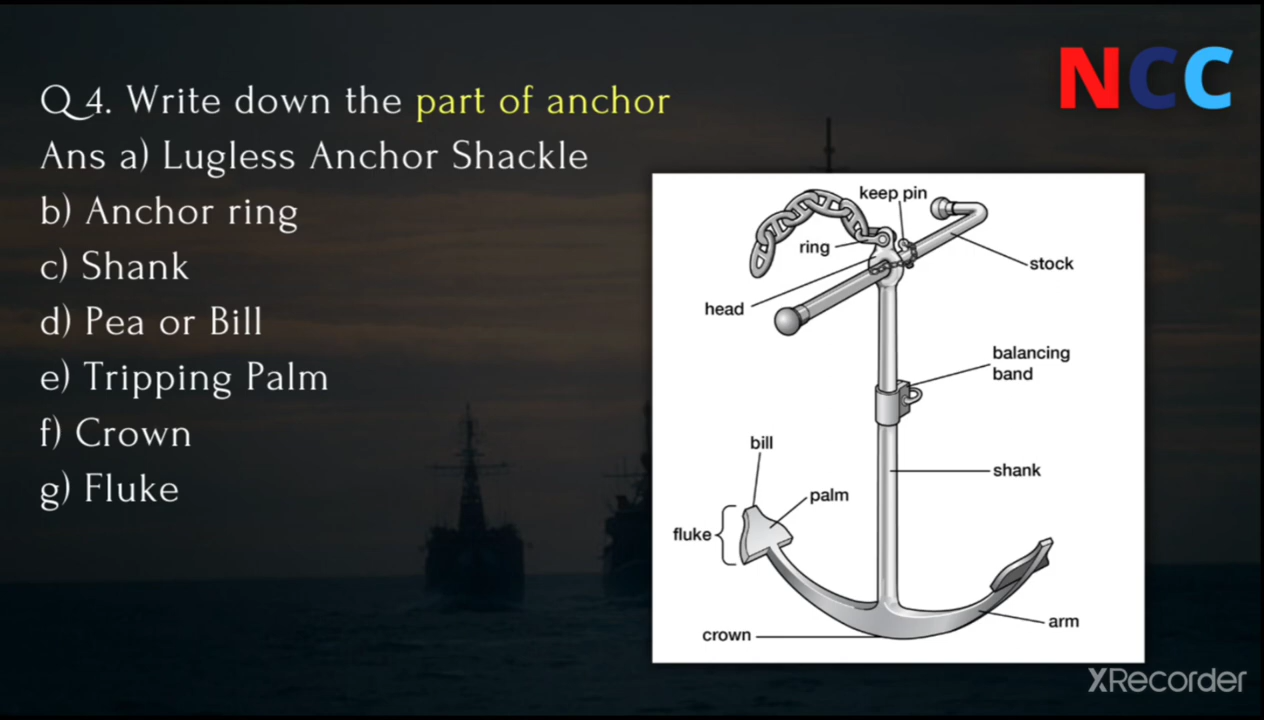 NCC
Q 4. Write down the part of anchor
Ans a) Lugless Anchor Shackle
b) Anchor ring
c) Shank
d) Pea or Bill
e) Tripping Palm
f) Crown
g) Fluke
keep pin
ring
stock
head
balancing
band
bill
shank
palm
fluke
arm
crown
XRecorder